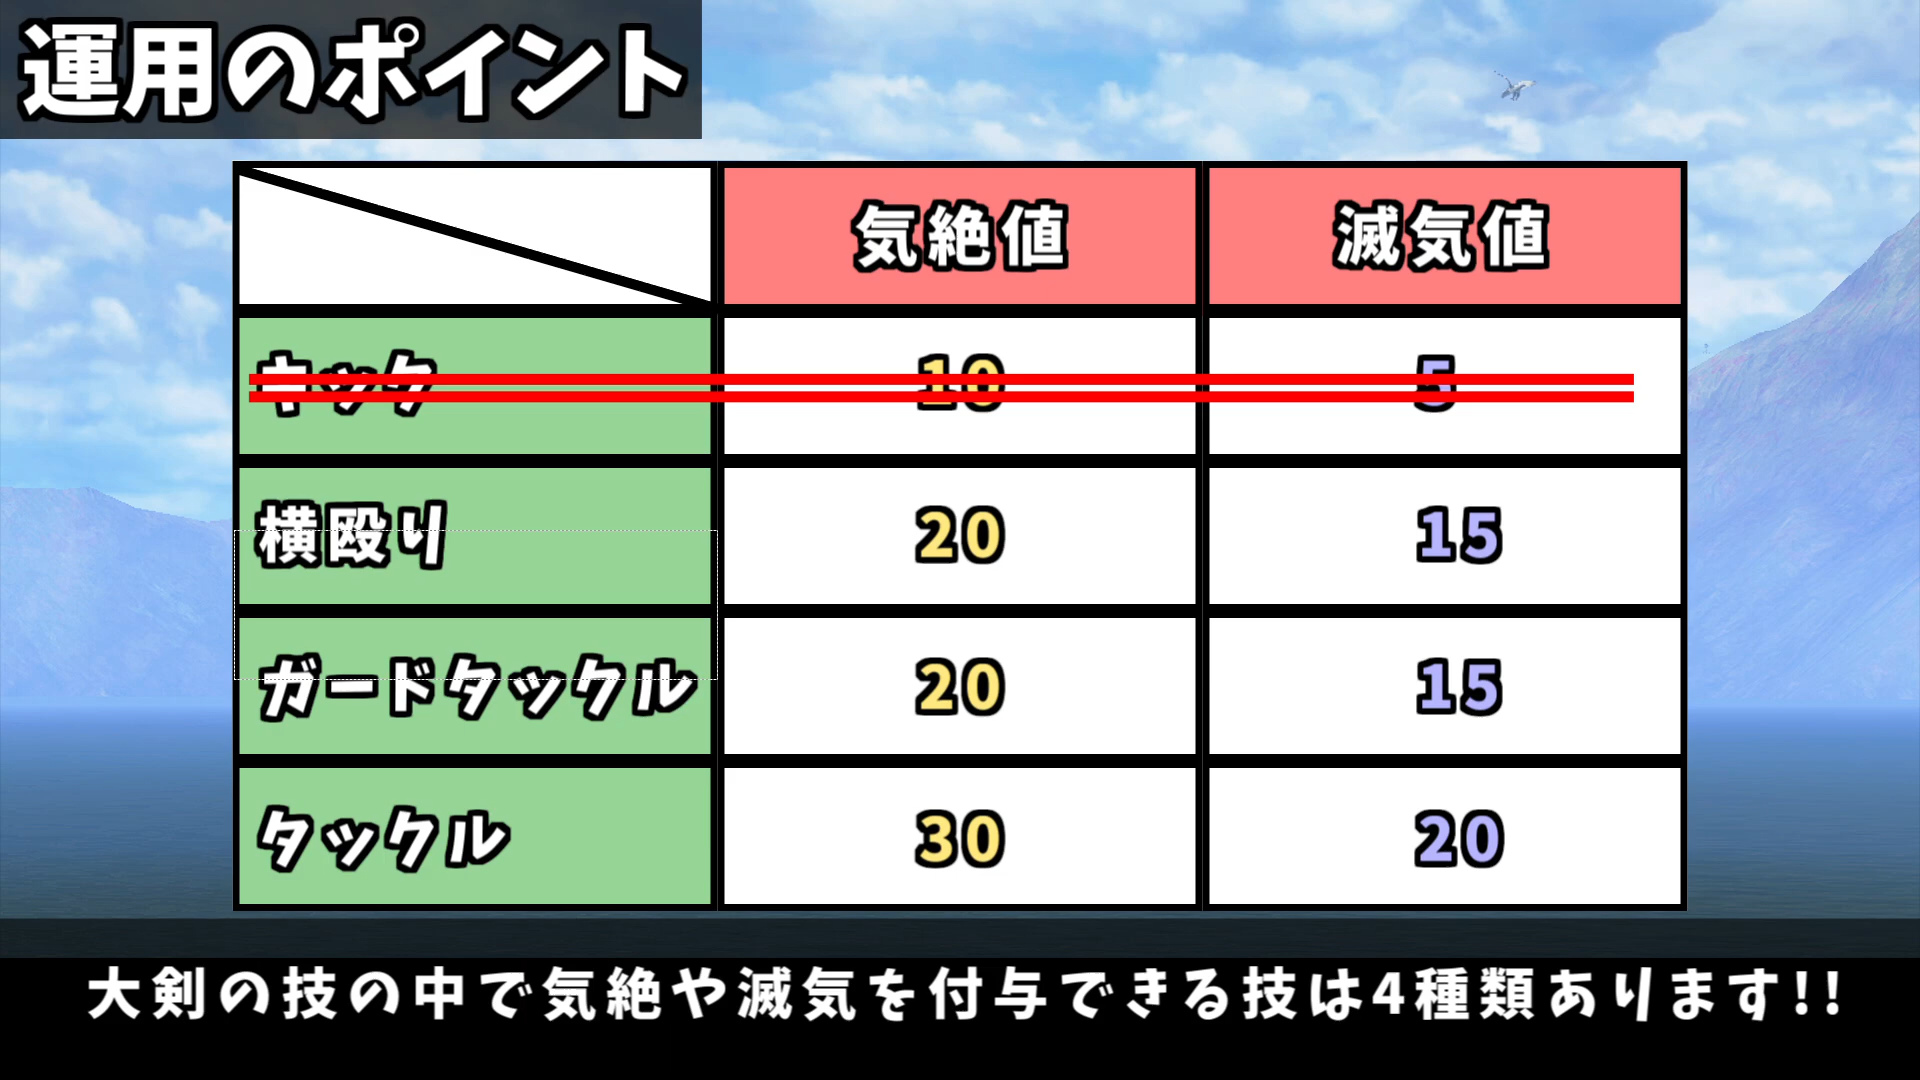 運用のポイント
気絶値 滅気値
キック 10 5
横殴り 20 15
ガードタックル 20 15
タックル 30 20
大剣の技の中で気絶や滅気を付与できる技は4種類あります!!